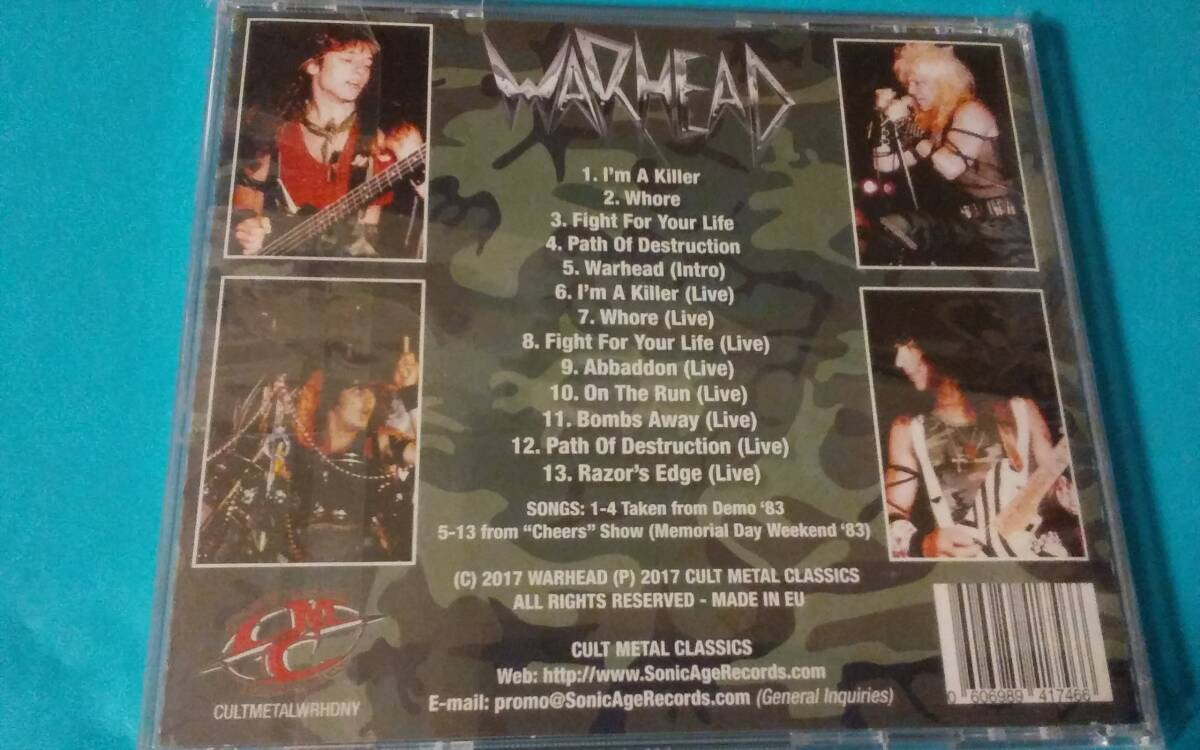 WARHEAD
1. I'm A Killer
2. Whore
3. Fight For Your Life
4. Path Of Destruction
5. Warhead (Intro)
6. I'm A Killer (Live)
7. Whore (Live)
8. Fight For Your Life (Live)
9. Abbaddon (Live)
10. On The Run (Live)
11. Bombs Away (Live)
12. Path Of Destruction (Live)
13. Razor's Edge (Live)
SONGS: 1-4 Taken from Demo '83
5-13 from "Cheers" Show (Memorial Day Weekend '83)
(C) 2017 WARHEAD (P) 2017 CULT METAL CLASSICS
ALL RIGHTS RESERVED - MADE IN EU
CULT METAL CLASSICS
Web: http://www.SonicAgeRecords.com
E-mail: promo@SonicAgeRecords.com (General Inquiries)
CMC
CULTMETALWRHDNY
0 606989 417466